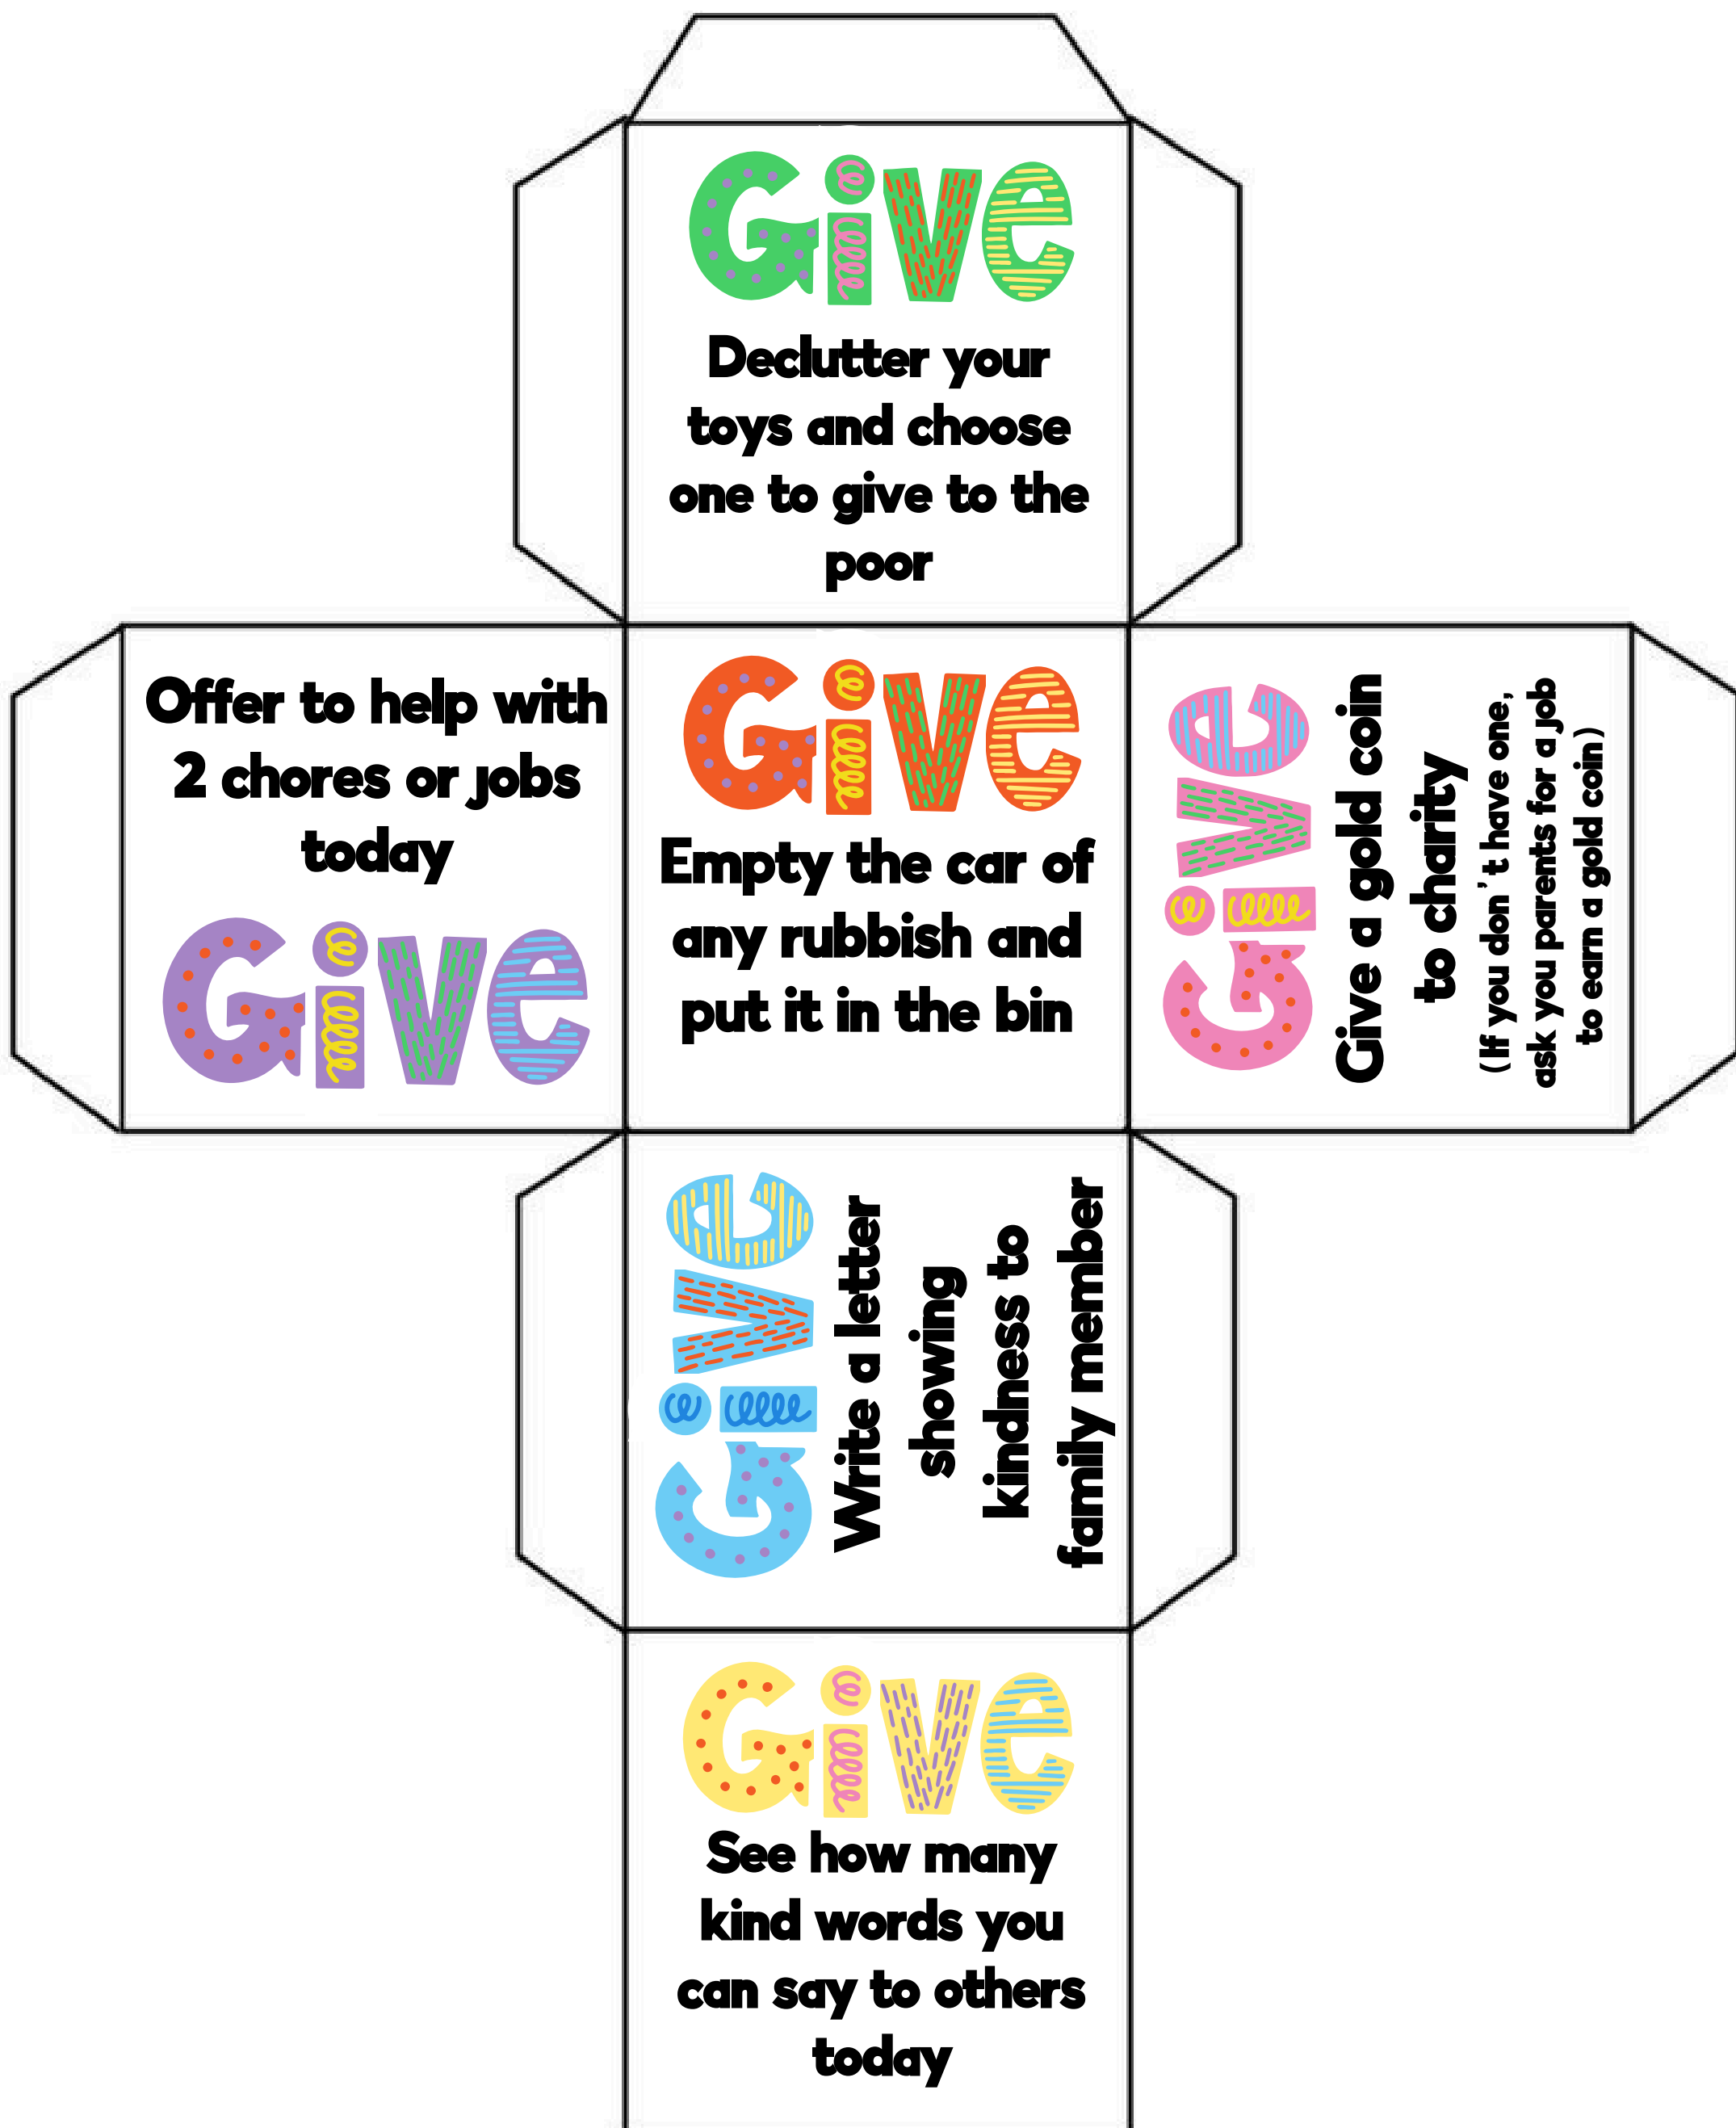 Give
Declutter your
toys and choose
one to give to the
poor
Offer to help with
2 chores or jobs
today
Give
Give
Empty the car of
any rubbish and
put it in the bin
Give
Give a gold coin
to charity
(If you don't have one,
ask you parents for a job
to earn a gold coin)
Give
Write a letter
showing
kindness to
family member
Give
See how many
kind words you
can say to others
today